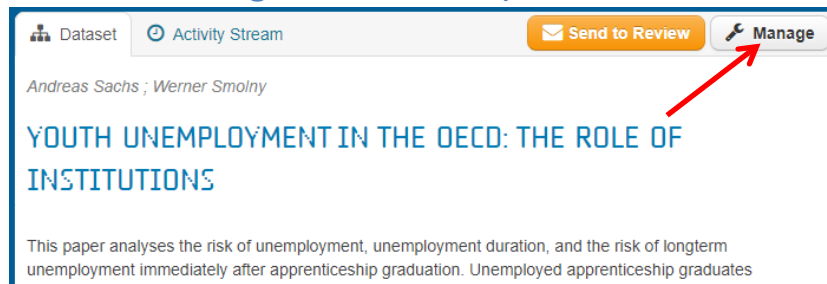 Dataset Activity Stream Send to Review Manage
Andreas Sachs ; Werner Smolny
YOUTH UNEMPLOYMENT IN THE OECD: THE ROLE OF
INSTITUTIONS
This paper analyses the risk of unemployment, unemployment duration, and the risk of longterm
unemployment immediately after apprenticeship graduation. Unemployed apprenticeship graduates